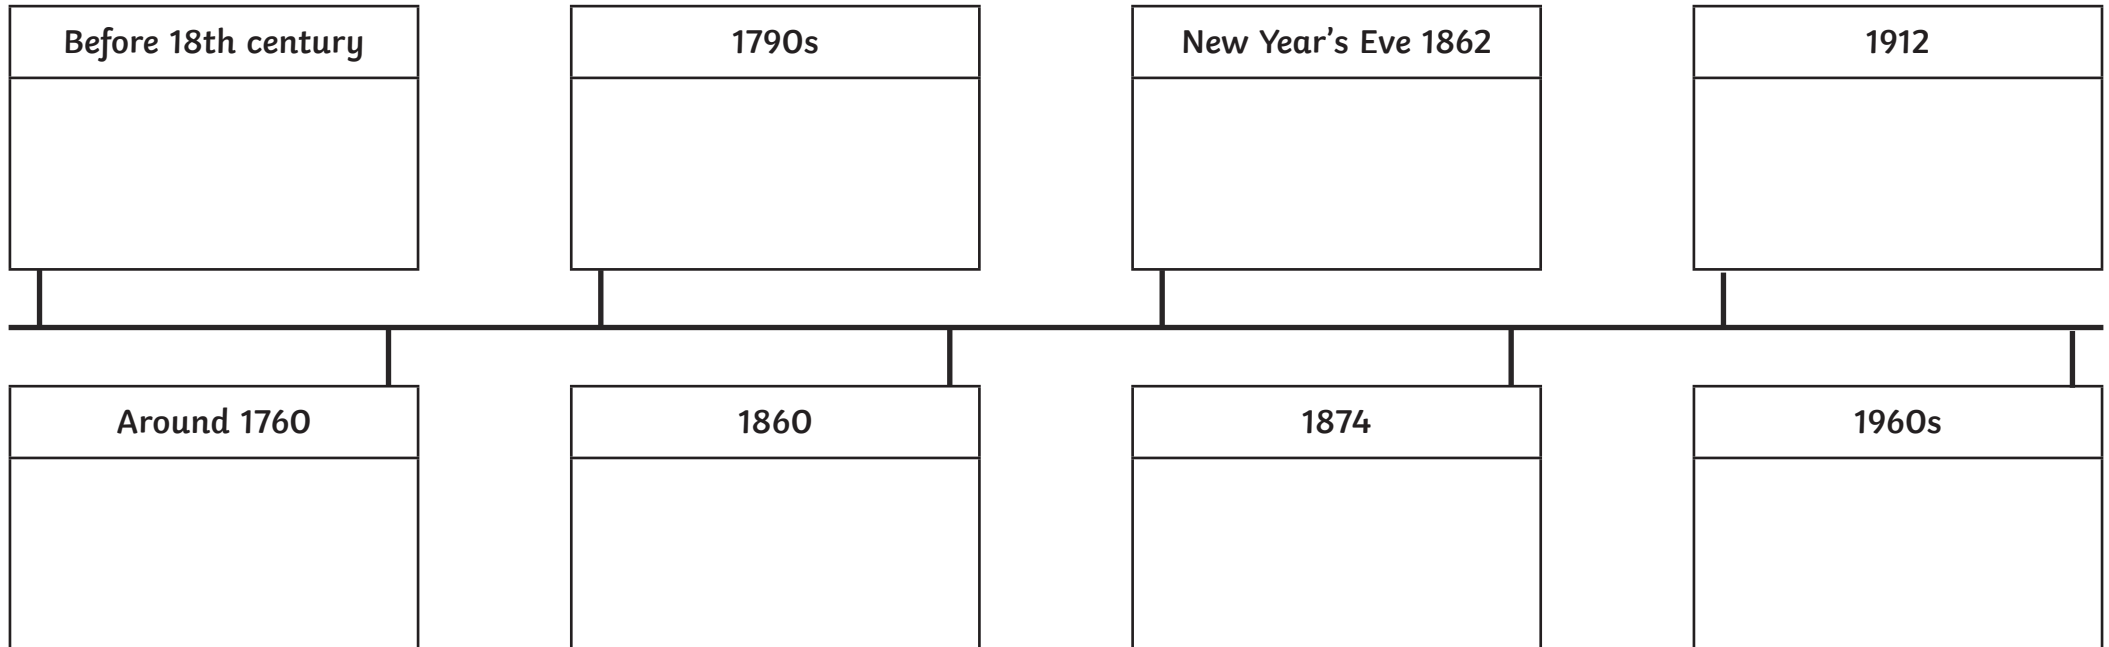 Before 18th century
1790s
New Year’s Eve 1862
1912
Around 1760
1860
1874
1960s